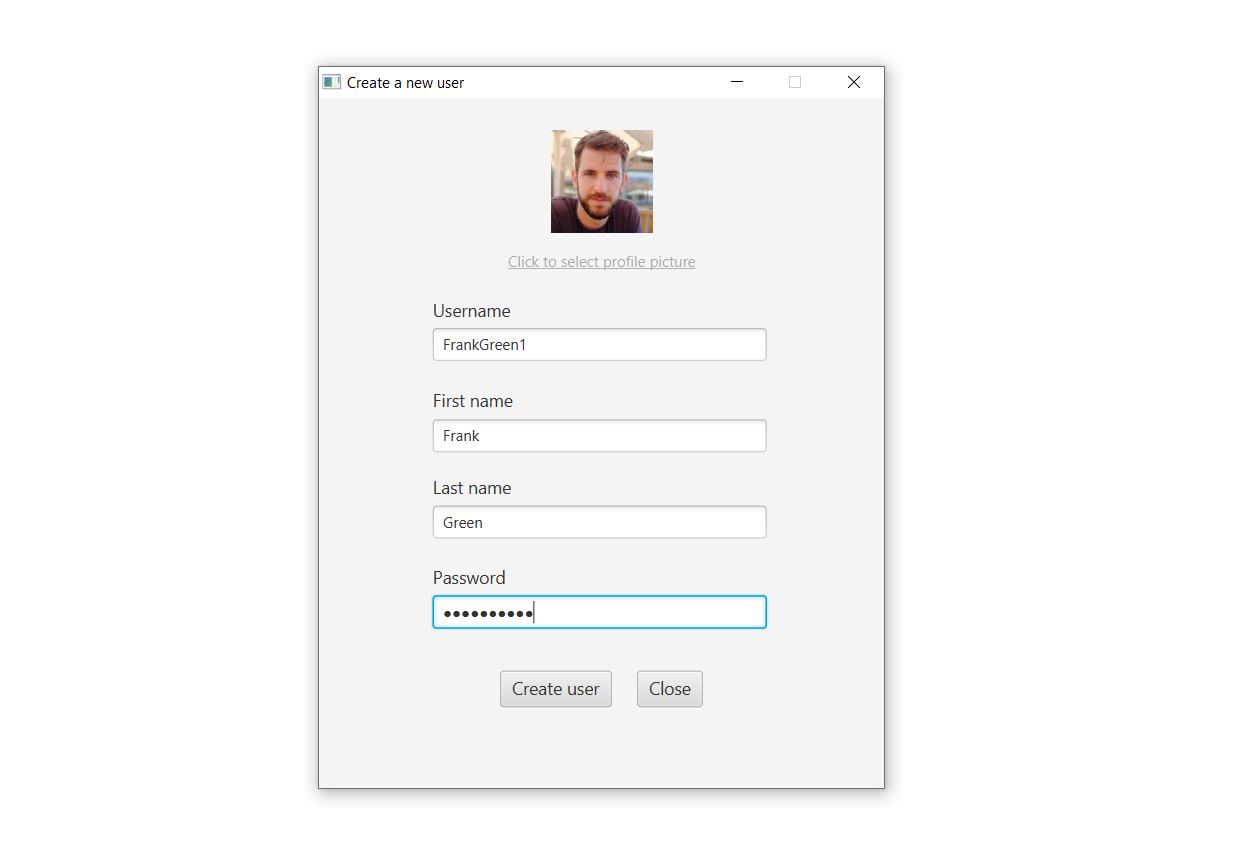 Create a new user
Click to select profile picture
Username
FrankGreen1
First name
Frank
Last name
Green
Password
●●●●●●●●●●
Create user Close